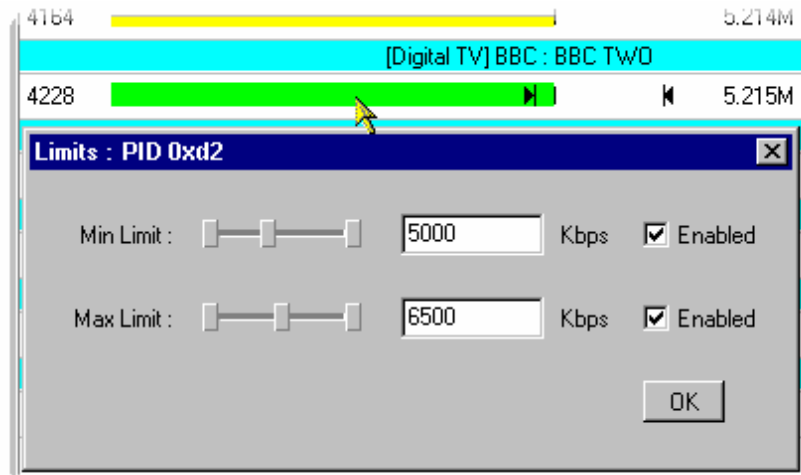 4164 5.214M
[Digital TV] BBC : BBC TWO
4228 5.215M
Limits : PID 0xd2
Min Limit : 5000 Kbps Enabled
Max Limit : 6500 Kbps Enabled
OK